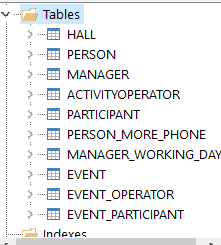 Tables
HALL
PERSON
MANAGER
ACTIVITYOPERATOR
PARTICIPANT
PERSON_MORE_PHONE
MANAGER_WORKING_DAY
EVENT
EVENT_OPERATOR
EVENT_PARTICIPANT
Indexes